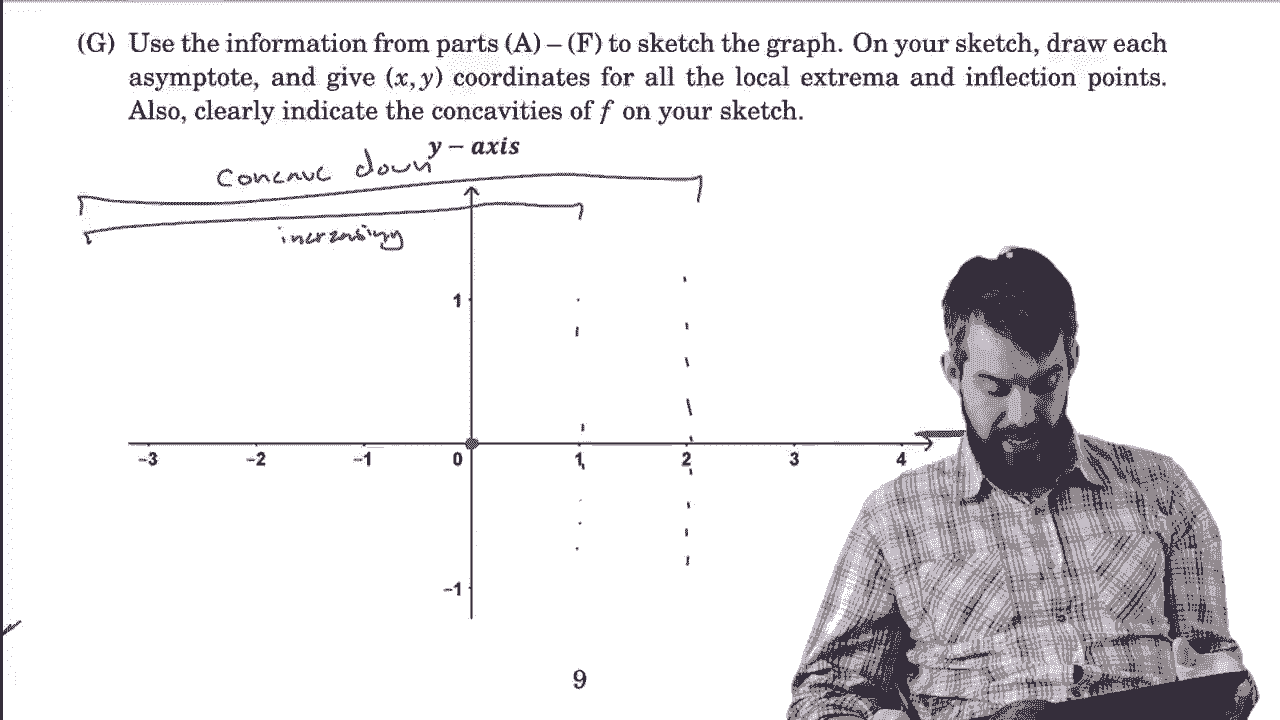 (G) Use the information from parts (A) – (F) to sketch the graph. On your sketch, draw each
asymptote, and give (x, y) coordinates for all the local extrema and inflection points.
Also, clearly indicate the concavities of f on your sketch.
y – axis
concave down
increasing
1
-3 -2 -1 0 1 2 3 4
-1
9